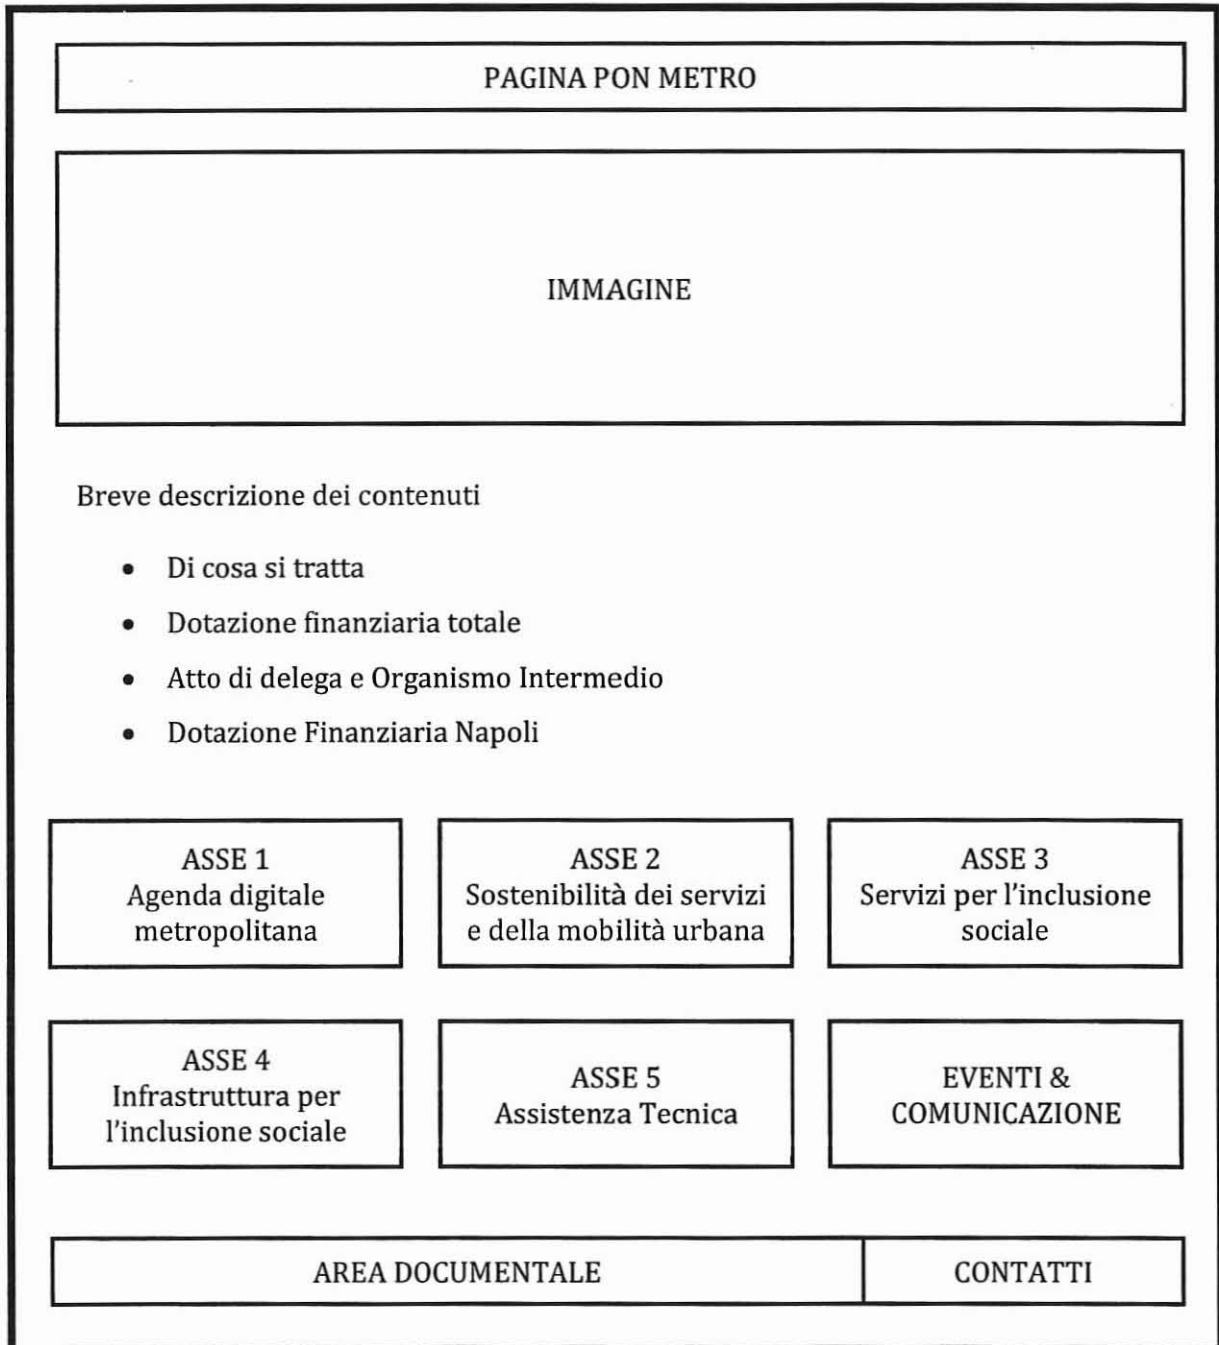 PAGINA PON METRO
IMMAGINE
Breve descrizione dei contenuti
• Di cosa si tratta
• Dotazione finanziaria totale
• Atto di delega e Organismo Intermedio
• Dotazione Finanziaria Napoli
ASSE 1
Agenda digitale
metropolitana
ASSE 2
Sostenibilità dei servizi
e della mobilità urbana
ASSE 3
Servizi per l'inclusione
sociale
ASSE 4
Infrastruttura per
l'inclusione sociale
ASSE 5
Assistenza Tecnica
EVENTI &
COMUNICAZIONE
AREA DOCUMENTALE
CONTATTI